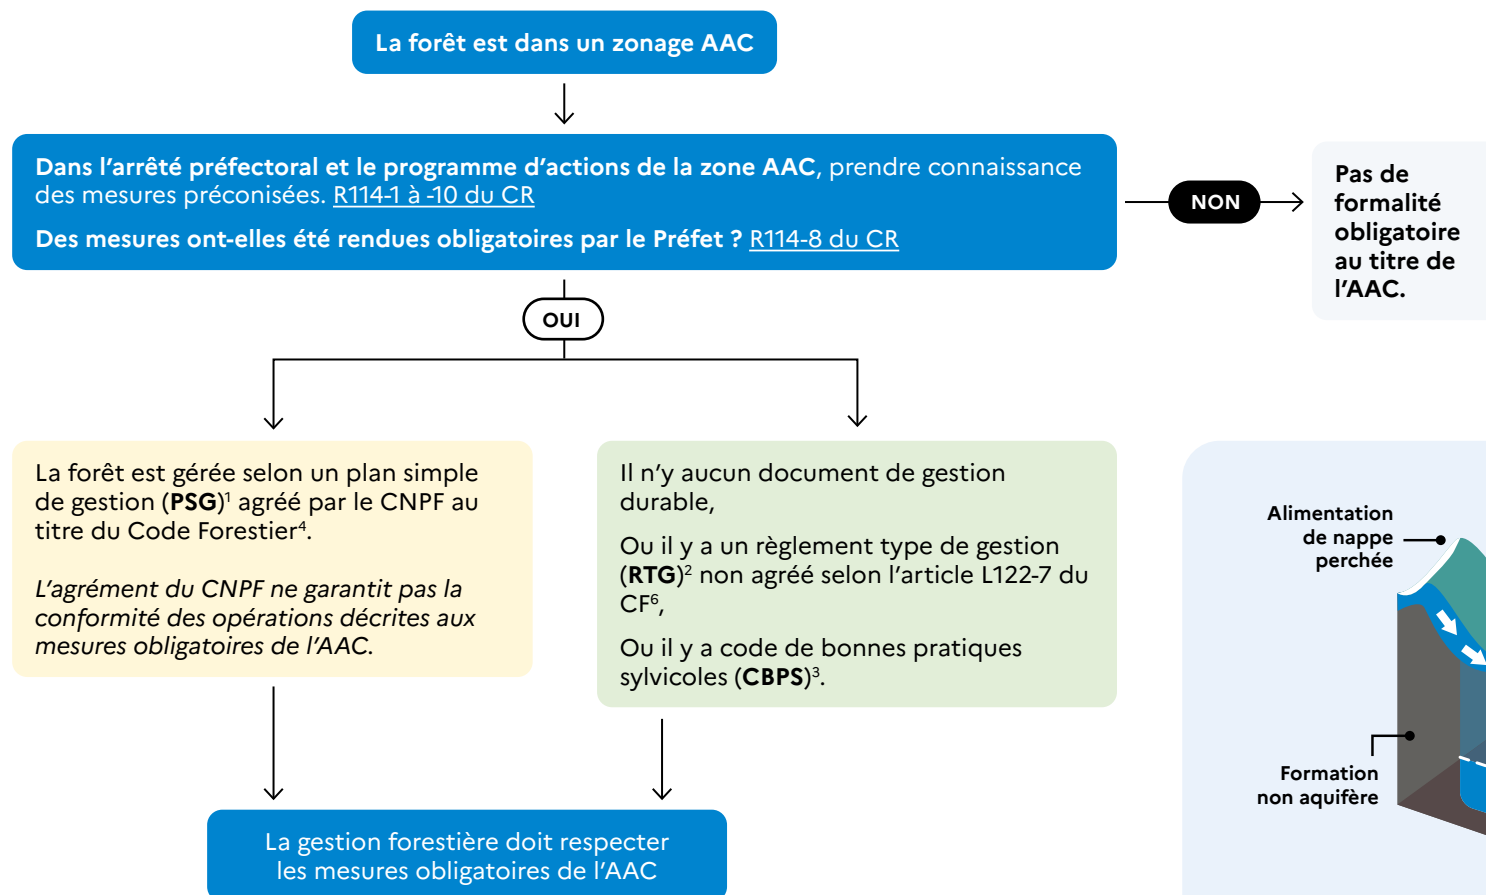 La forêt est dans un zonage AAC
Dans l'arrêté préfectoral et le programme d'actions de la zone AAC, prendre connaissance
des mesures préconisées. R114-1 à -10 du CR
Des mesures ont-elles été rendues obligatoires par le Préfet ? R114-8 du CR
NON
Pas de
formalité
obligatoire
au titre de
l'AAC.
OUI
La forêt est gérée selon un plan simple
de gestion (PSG)¹ agréé par le CNPF au
titre du Code Forestier⁴.
L'agrément du CNPF ne garantit pas la
conformité des opérations décrites aux
mesures obligatoires de l'AAC.
Il n'y aucun document de gestion
durable,
Ou il y a un règlement type de gestion
(RTG)² non agréé selon l'article L122-7 du
CF⁶,
Ou il y a code de bonnes pratiques
sylvicoles (CBPS)³.
La gestion forestière doit respecter
les mesures obligatoires de l'AAC
Alimentation
de nappe
perchée
Formation
non aquifère